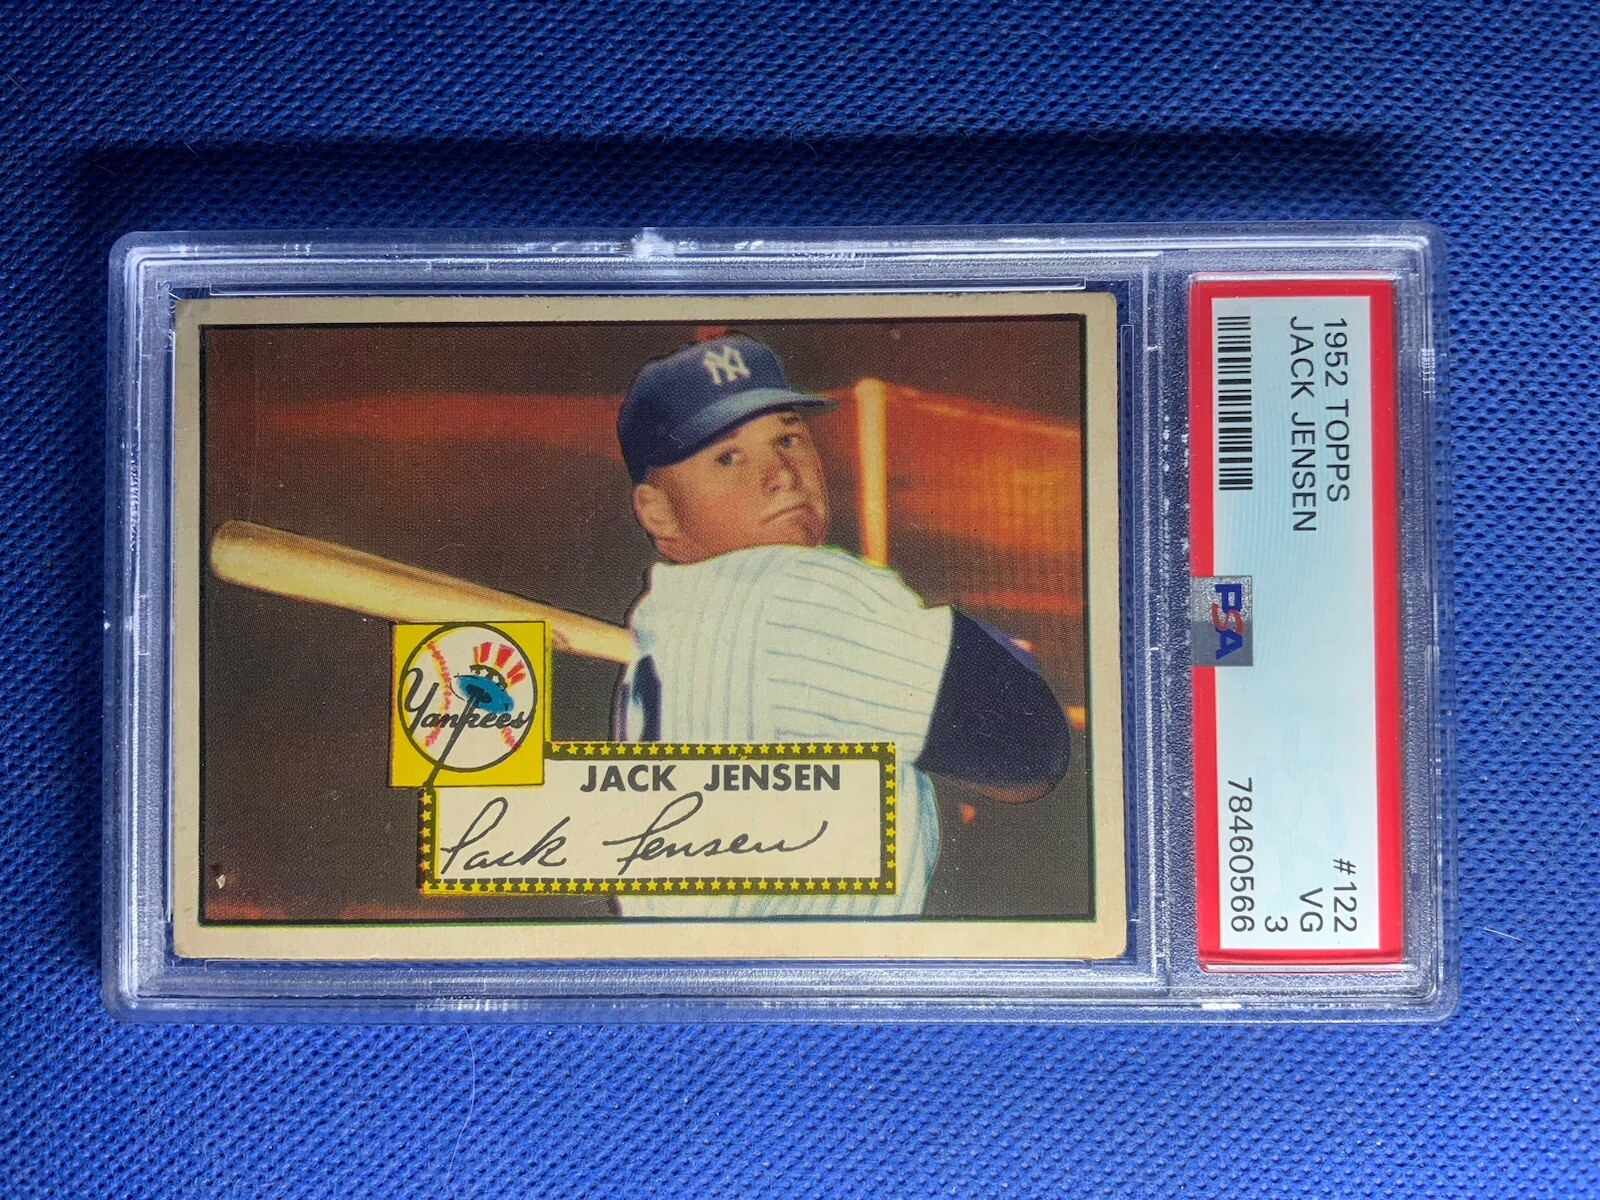 NY
Yankees
JACK JENSEN
Jack Jensen
1952 TOPPS #122
JACK JENSEN VG
3
PSA 78460566